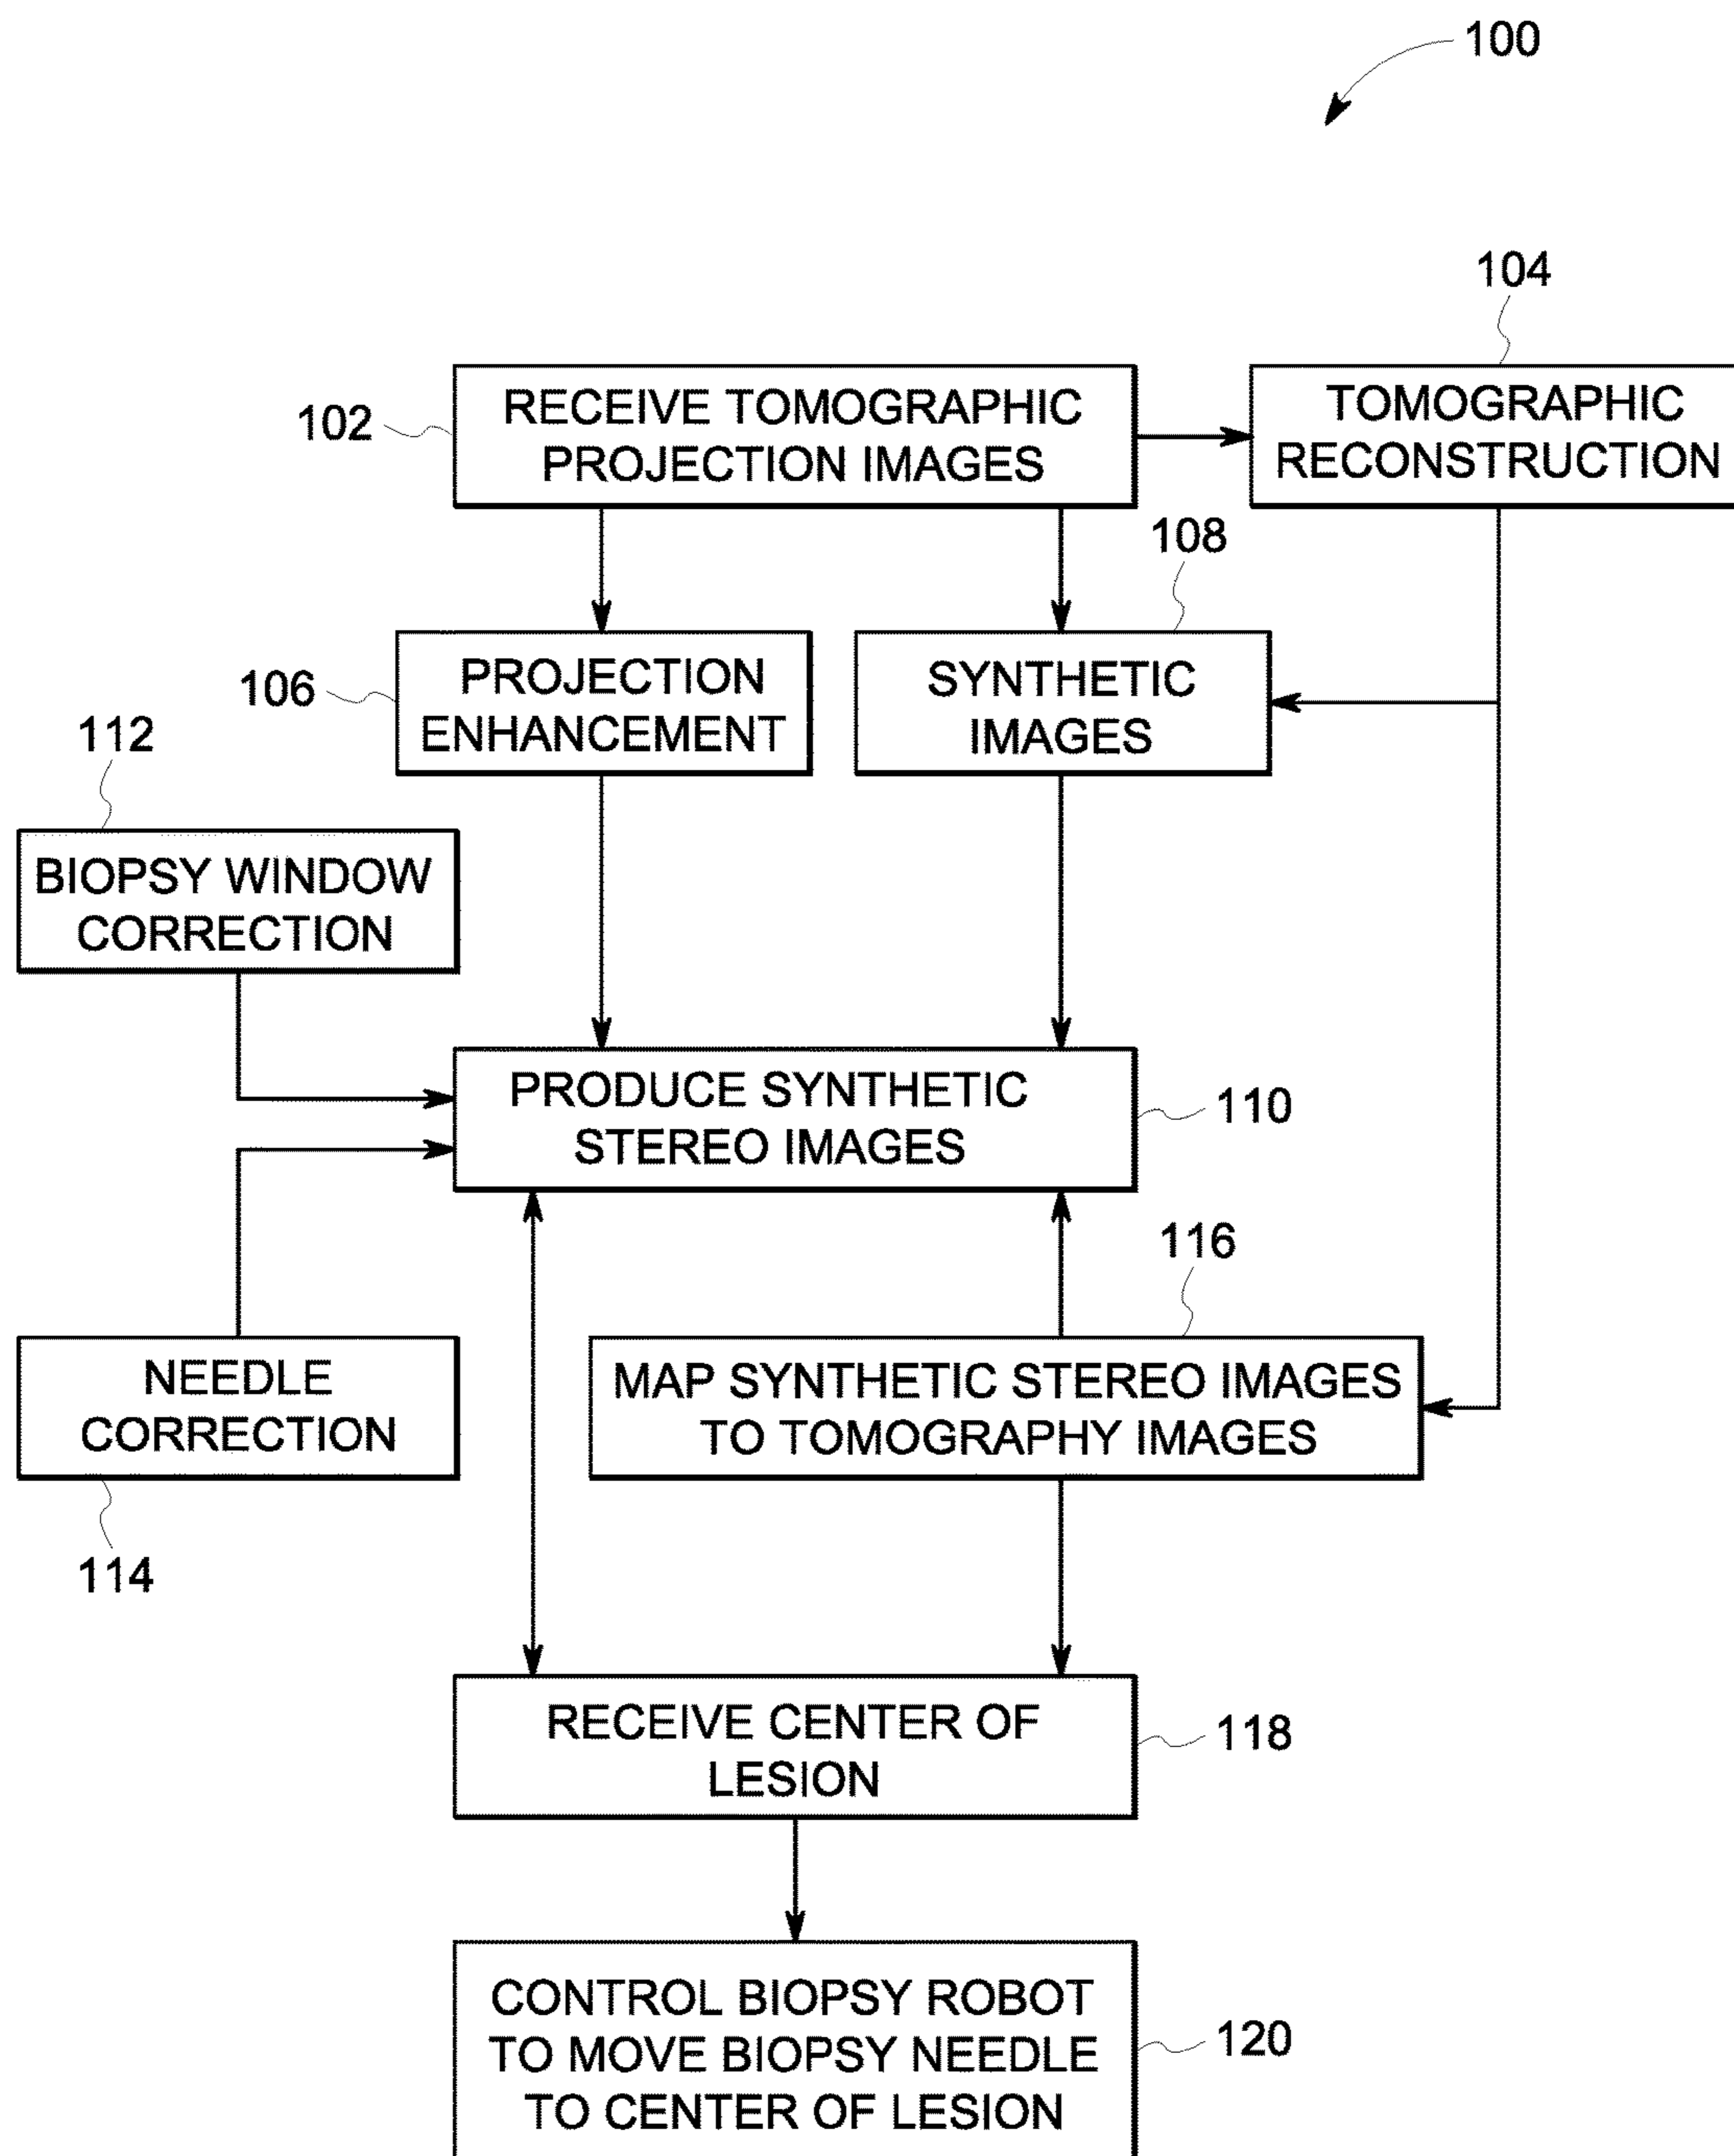 100
104
102
RECEIVE TOMOGRAPHIC
PROJECTION IMAGES
TOMOGRAPHIC
RECONSTRUCTION
108
106
PROJECTION
ENHANCEMENT
SYNTHETIC
IMAGES
112
BIOPSY WINDOW
CORRECTION
PRODUCE SYNTHETIC
STEREO IMAGES
110
116
NEEDLE
CORRECTION
MAP SYNTHETIC STEREO IMAGES
TO TOMOGRAPHY IMAGES
114
RECEIVE CENTER OF
LESION
118
CONTROL BIOPSY ROBOT
TO MOVE BIOPSY NEEDLE
TO CENTER OF LESION
120